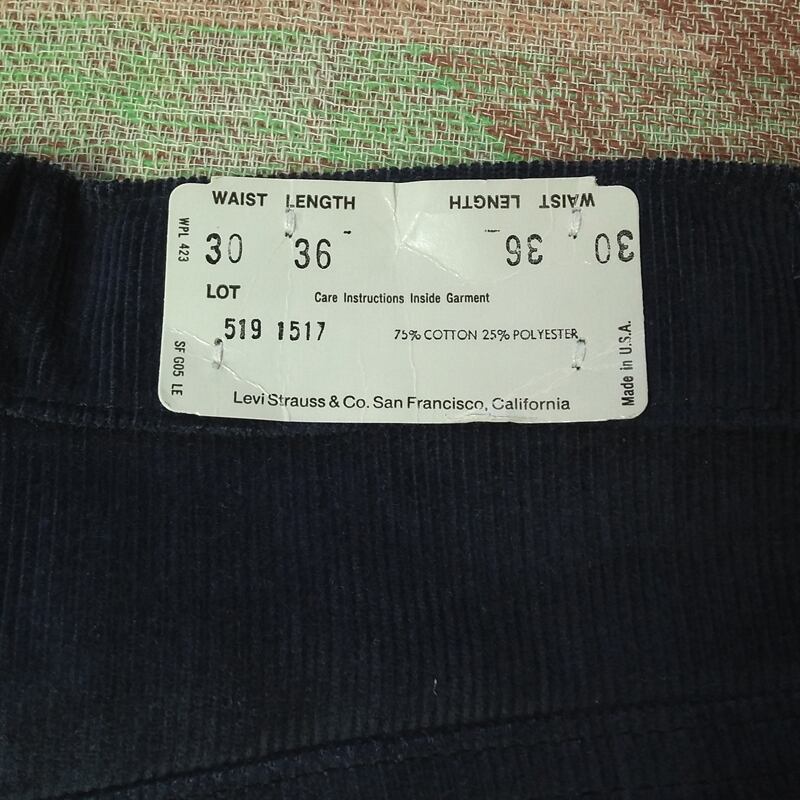 WAIST LENGTH
30 36
WAIST LENGTH
30 36
LOT
Care Instructions Inside Garment
519 1517
75% COTTON 25% POLYESTER
Levi Strauss & Co. San Francisco, California
WPL 423
SF G05 LE
Made in U.S.A.